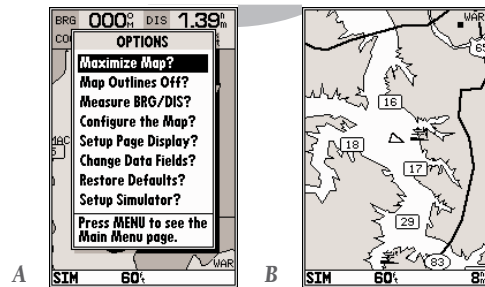 BRG 000°M DIS 1.39
OPTIONS
Maximize Map?
Map Outlines Off?
Measure BRG/DIS?
Configure the Map?
Setup Page Display?
Change Data Fields?
Restore Defaults?
Setup Simulator?
Press MENU to see the
Main Menu page.
WAR
SIM 60
A
WAR
16
18
17
29
83
SIM 60
B